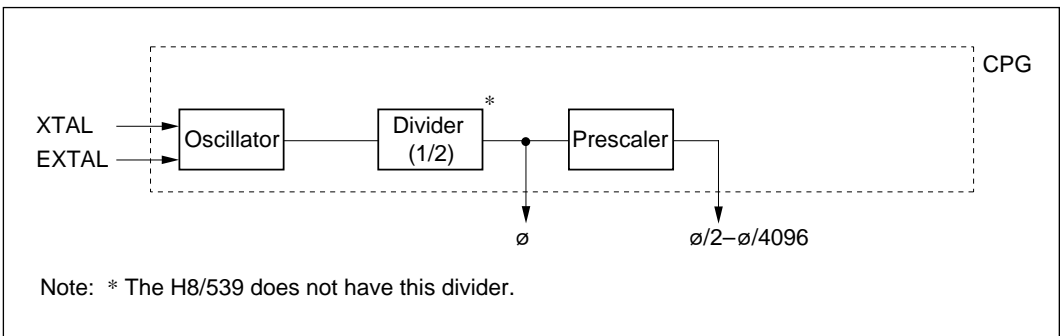 CPG
XTAL
EXTAL
Oscillator
Divider
(1/2)
*
Prescaler
ø
ø/2–ø/4096
Note: * The H8/539 does not have this divider.